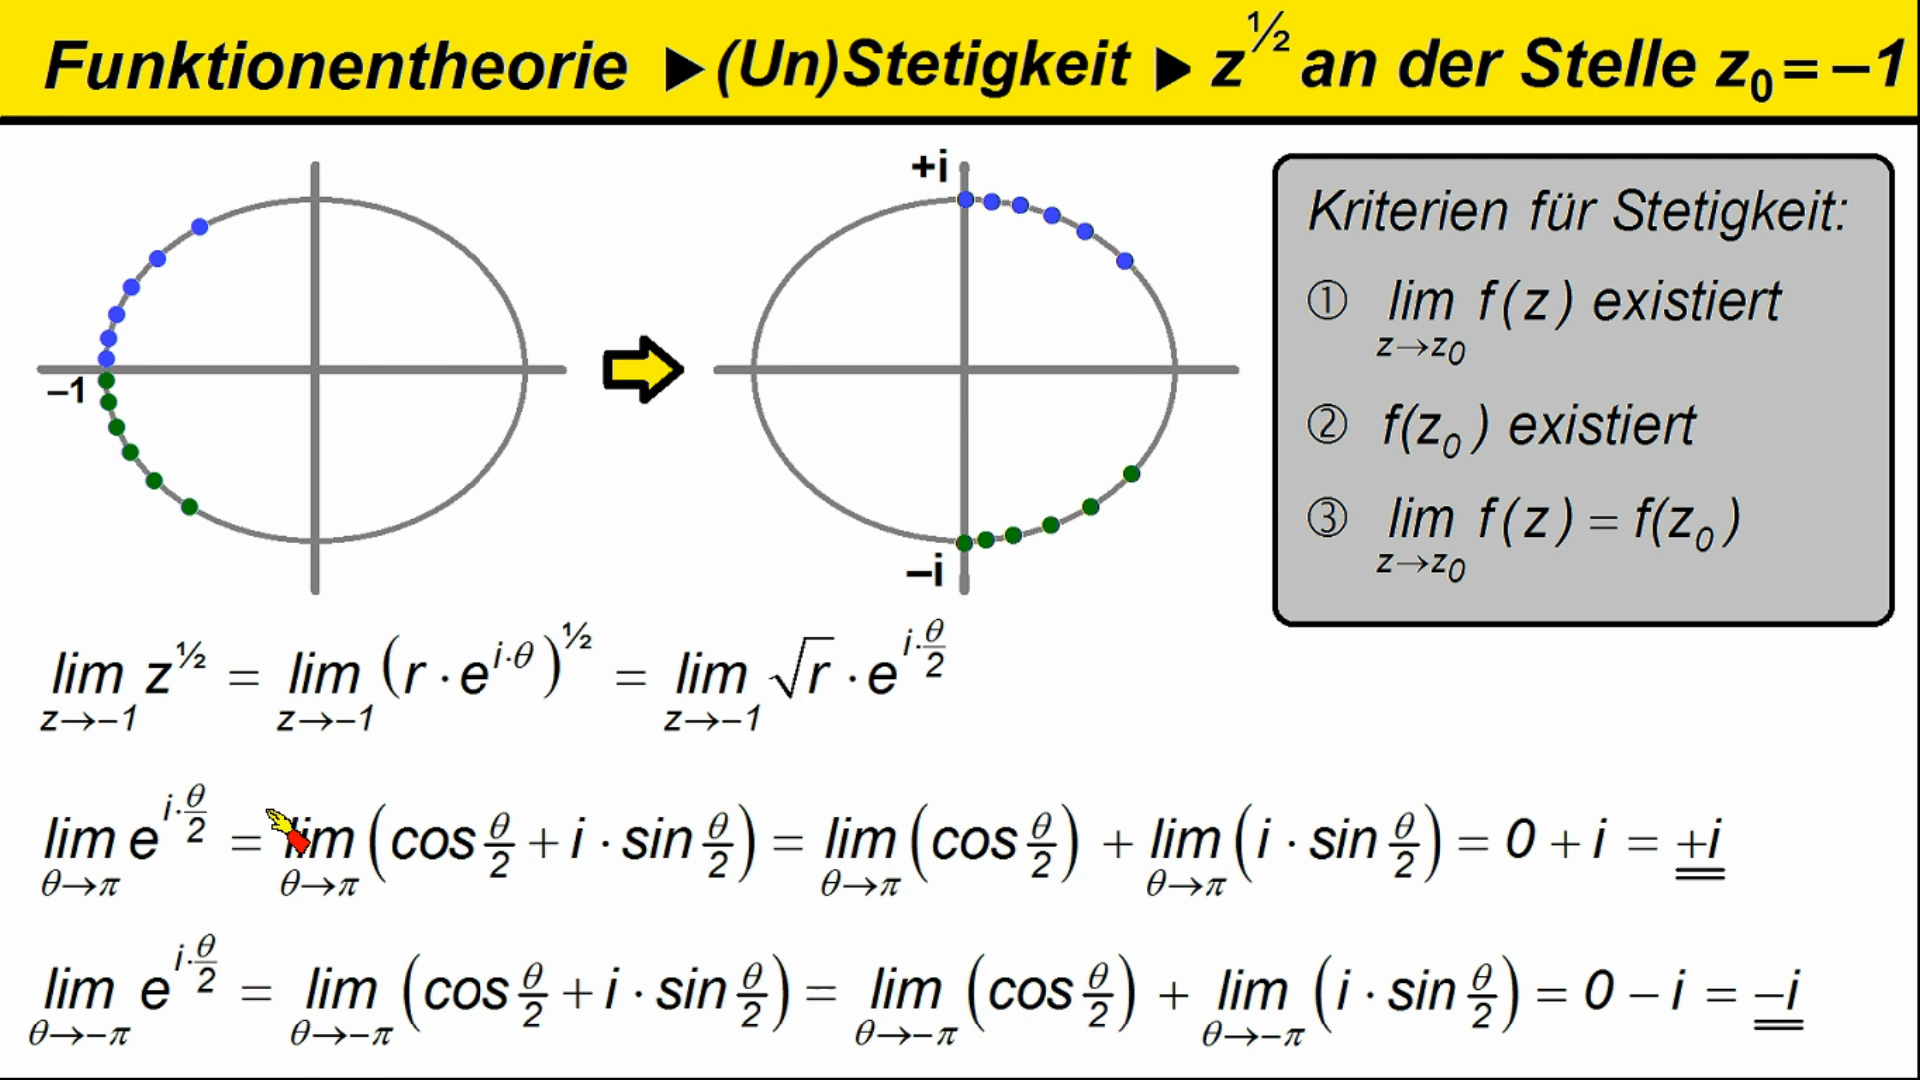 Funktionentheorie ▶ (Un)Stetigkeit ▶ z^½ an der Stelle z₀ = –1
+i
–1
–i
Kriterien für Stetigkeit:
① lim f(z) existiert
z→z₀
② f(z₀) existiert
③ lim f(z) = f(z₀)
z→z₀
lim z^½ = lim (r · e^(i·θ))^½ = lim √r · e^(i·θ/2)
z→–1 z→–1 z→–1
lim e^(i·θ/2) = lim (cos θ/2 + i · sin θ/2) = lim (cos θ/2) + lim (i · sin θ/2) = 0 + i = +i
θ→π θ→π θ→π θ→π
lim e^(i·θ/2) = lim (cos θ/2 + i · sin θ/2) = lim (cos θ/2) + lim (i · sin θ/2) = 0 – i = –i
θ→–π θ→–π θ→–π θ→–π